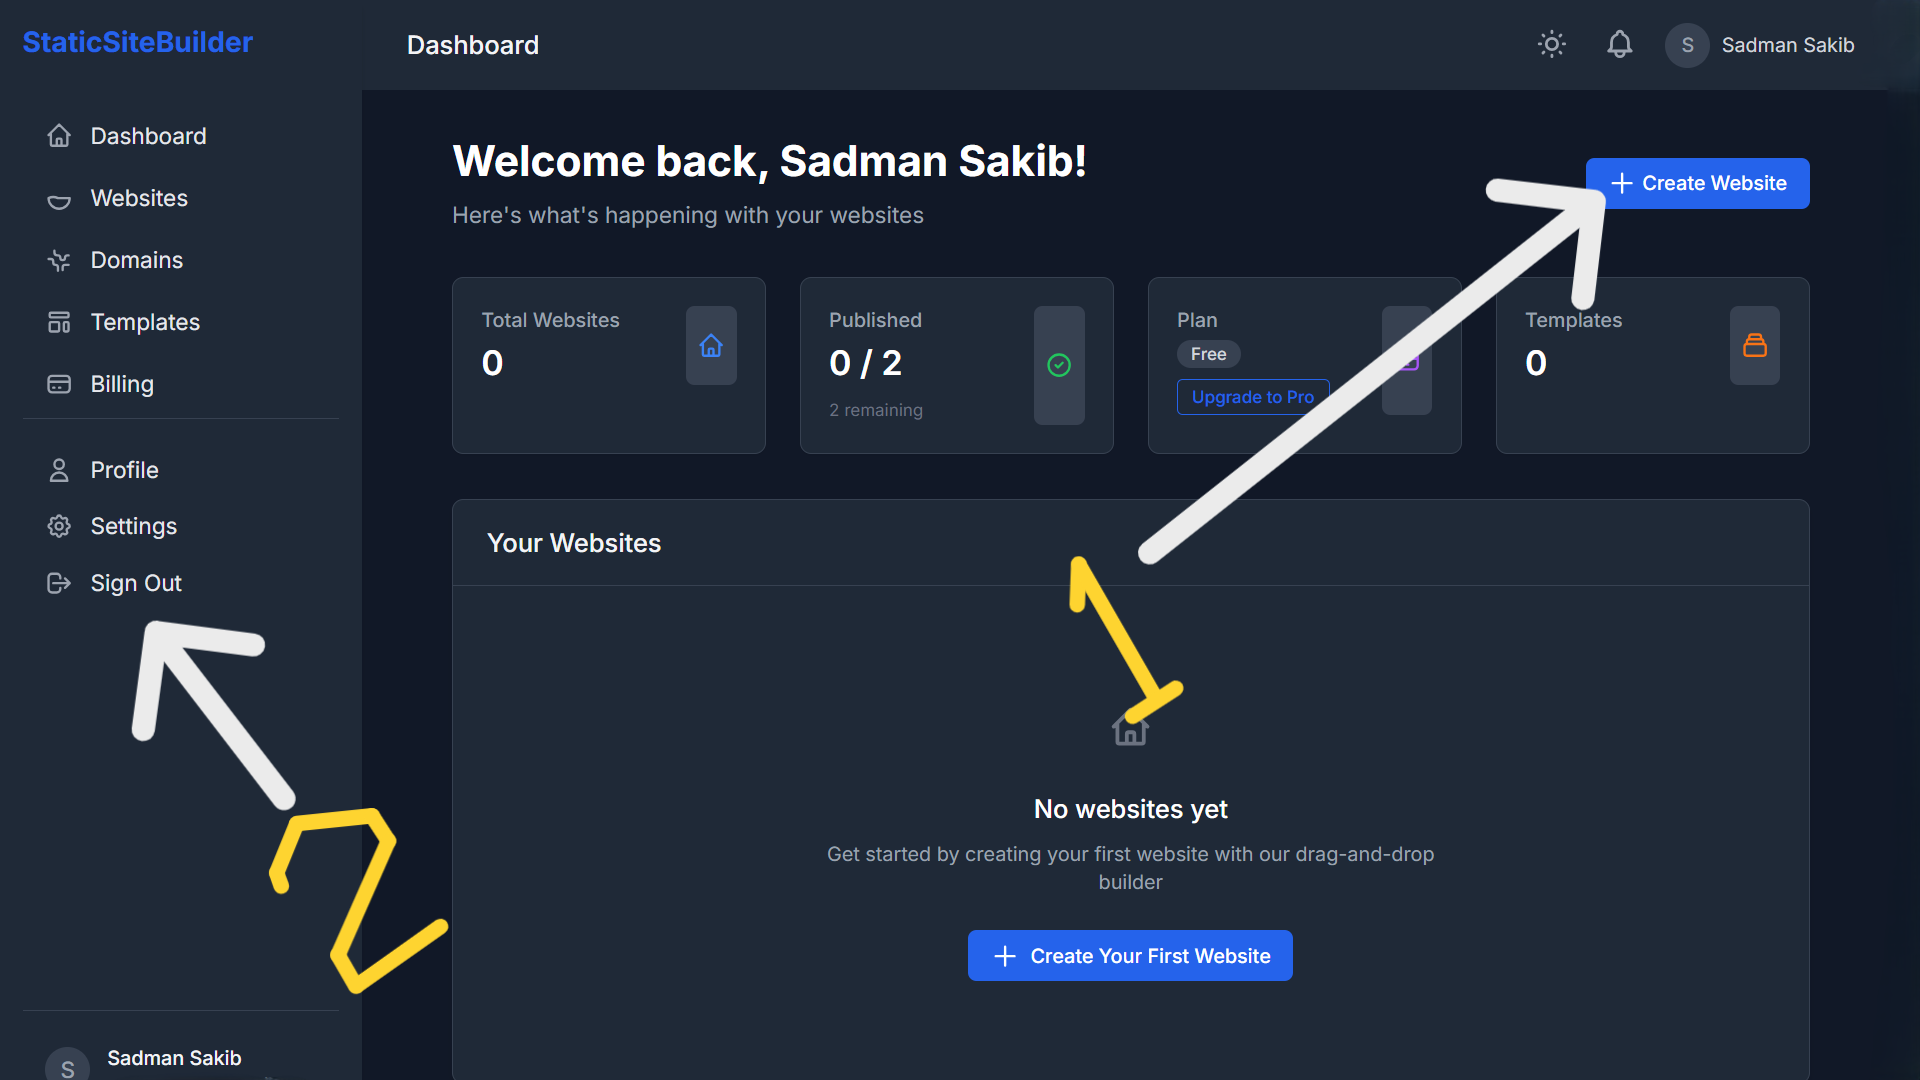 StaticSiteBuilder
Dashboard
Websites
Domains
Templates
Billing
Profile
Settings
Sign Out
S
Sadman Sakib
Dashboard
S
Sadman Sakib
Welcome back, Sadman Sakib!
Here's what's happening with your websites
Create Website
Total Websites
0
Published
0 / 2
2 remaining
Plan
Free
Upgrade to Pro
Templates
0
Your Websites
1
2
No websites yet
Get started by creating your first website with our drag-and-drop
builder
Create Your First Website